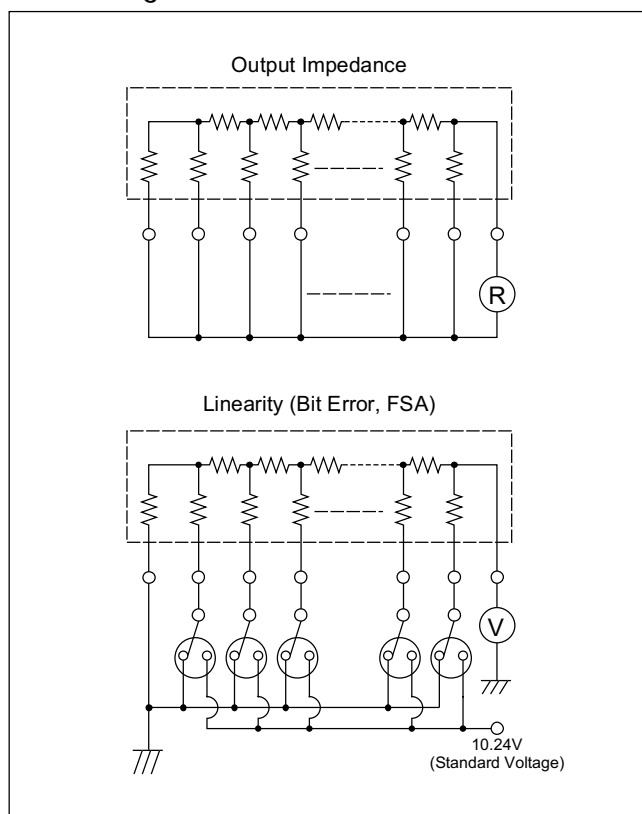 Output Impedance
R
Linearity (Bit Error, FSA)
V
10.24V
(Standard Voltage)